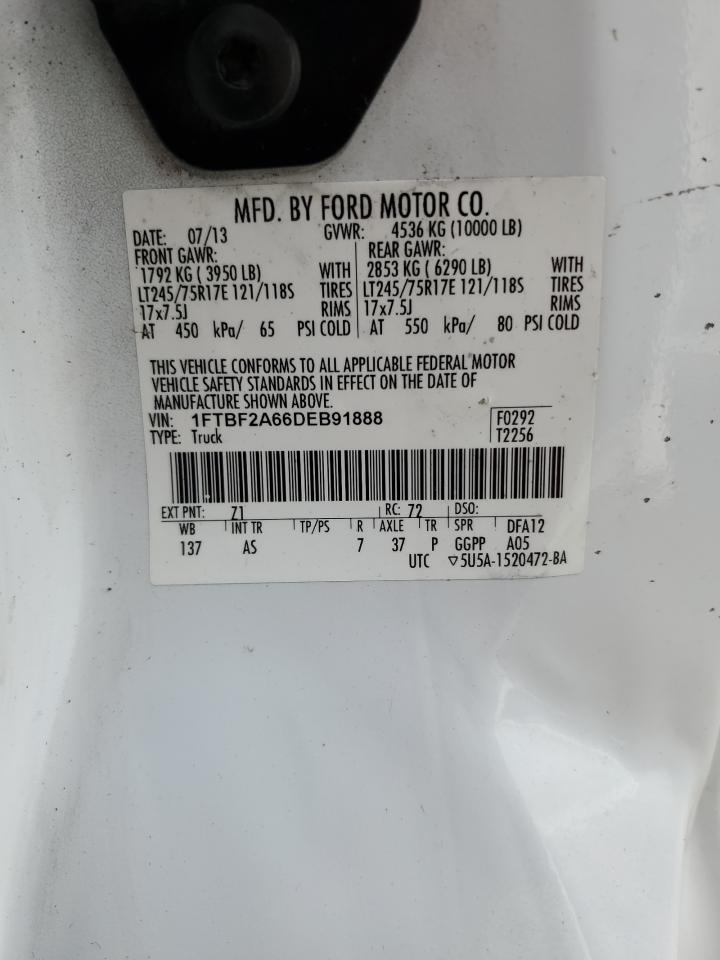 MFD. BY FORD MOTOR CO.
DATE: 07/13 GVWR: 4536 KG (10000 LB)
FRONT GAWR: REAR GAWR:
1792 KG ( 3950 LB) WITH 2853 KG ( 6290 LB) WITH
LT245/75R17E 121/118S TIRES LT245/75R17E 121/118S TIRES
17x7.5J RIMS 17x7.5J RIMS
AT 450 kPa/ 65 PSI COLD AT 550 kPa/ 80 PSI COLD
THIS VEHICLE CONFORMS TO ALL APPLICABLE FEDERAL MOTOR
VEHICLE SAFETY STANDARDS IN EFFECT ON THE DATE OF
MANUFACTURE SHOWN ABOVE.
VIN: 1FTBF2A66DEB91888 F0292
TYPE: Truck T2256
EXT PNT: Z1 RC: 72 DSO:
WB INT TR TP/PS R AXLE TR SPR DFA12
137 AS 7 37 P GGPP A05
UTC ▽5U5A-1520472-BA